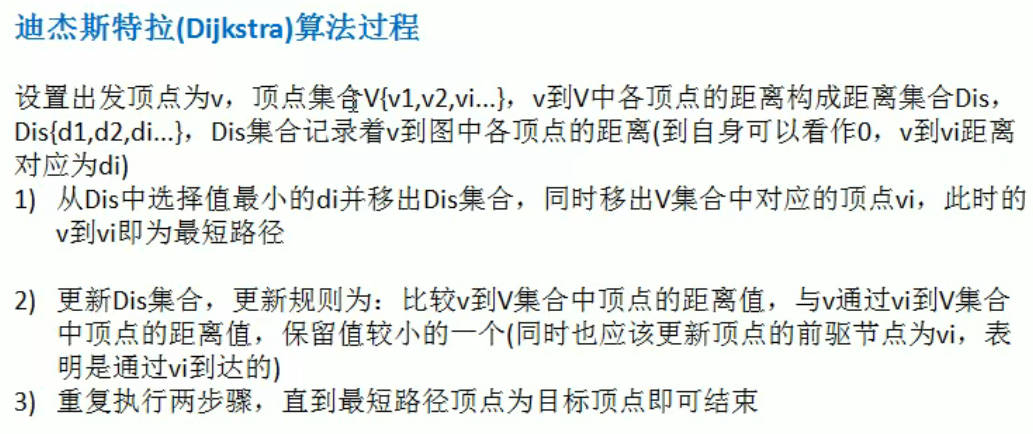 迪杰斯特拉(Dijkstra)算法过程
设置出发顶点为v，顶点集合V{v1,v2,vi...}，v到V中各顶点的距离构成距离集合Dis，
Dis{d1,d2,di...}，Dis集合记录着v到图中各顶点的距离(到自身可以看作0，v到vi距离
对应为di)
1) 从Dis中选择值最小的di并移出Dis集合，同时移出V集合中对应的顶点vi，此时的
v到vi即为最短路径
2) 更新Dis集合，更新规则为：比较v到V集合中顶点的距离值，与v通过vi到V集合
中顶点的距离值，保留值较小的一个(同时也应该更新顶点的前驱节点为vi，表
明是通过vi到达的)
3) 重复执行两步骤，直到最短路径顶点为目标顶点即可结束